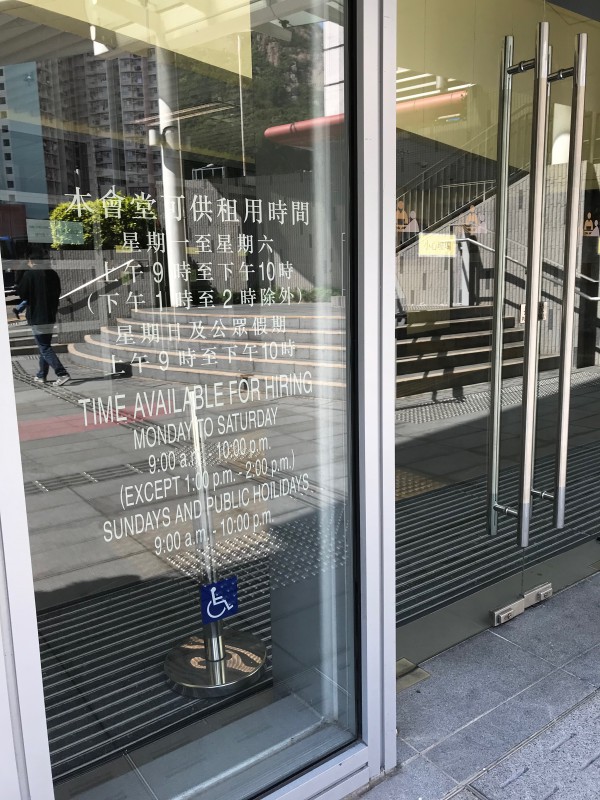 本會堂可供租用時間
星期一至星期六
上午9時至下午10時
(下午1時至2時除外)
星期日及公眾假期
上午9時至下午10時
TIME AVAILABLE FOR HIRING
MONDAY TO SATURDAY
9:00 a.m. - 10:00 p.m.
(EXCEPT 1:00 p.m. - 2:00 p.m.)
SUNDAYS AND PUBLIC HOILIDAYS
9:00 a.m. - 10:00 p.m.
小心玻璃